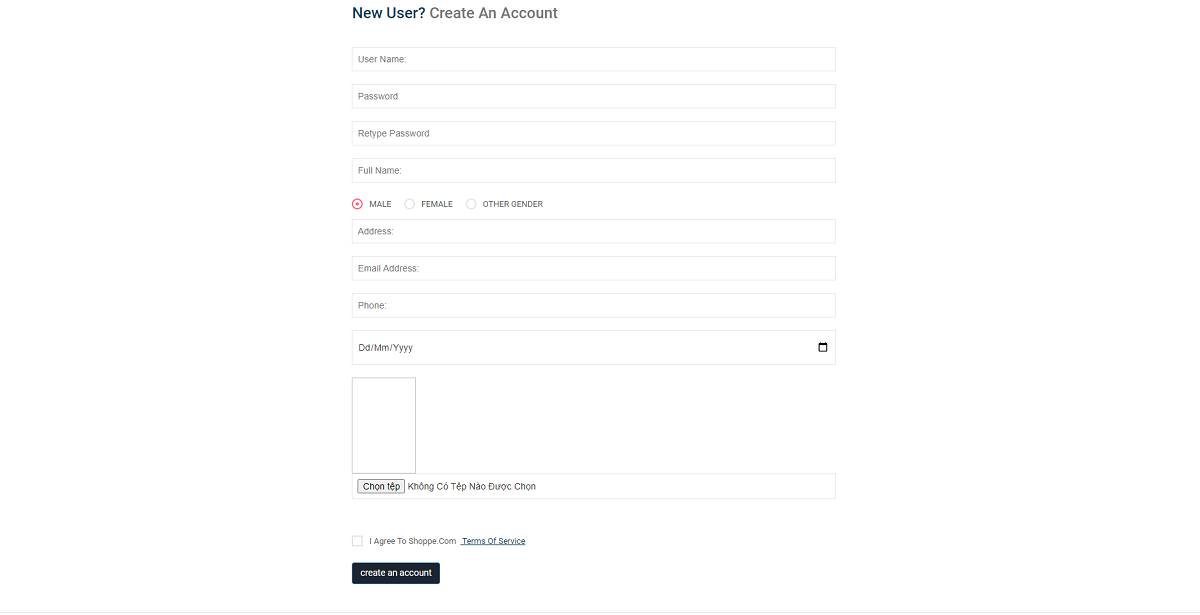 New User? Create An Account
User Name:
Password
Retype Password
Full Name:
MALE FEMALE OTHER GENDER
Address:
Email Address:
Phone:
Dd/Mm/Yyyy
Chọn tệp Không Có Tệp Nào Được Chọn
I Agree To Shoppe.Com Terms Of Service
create an account